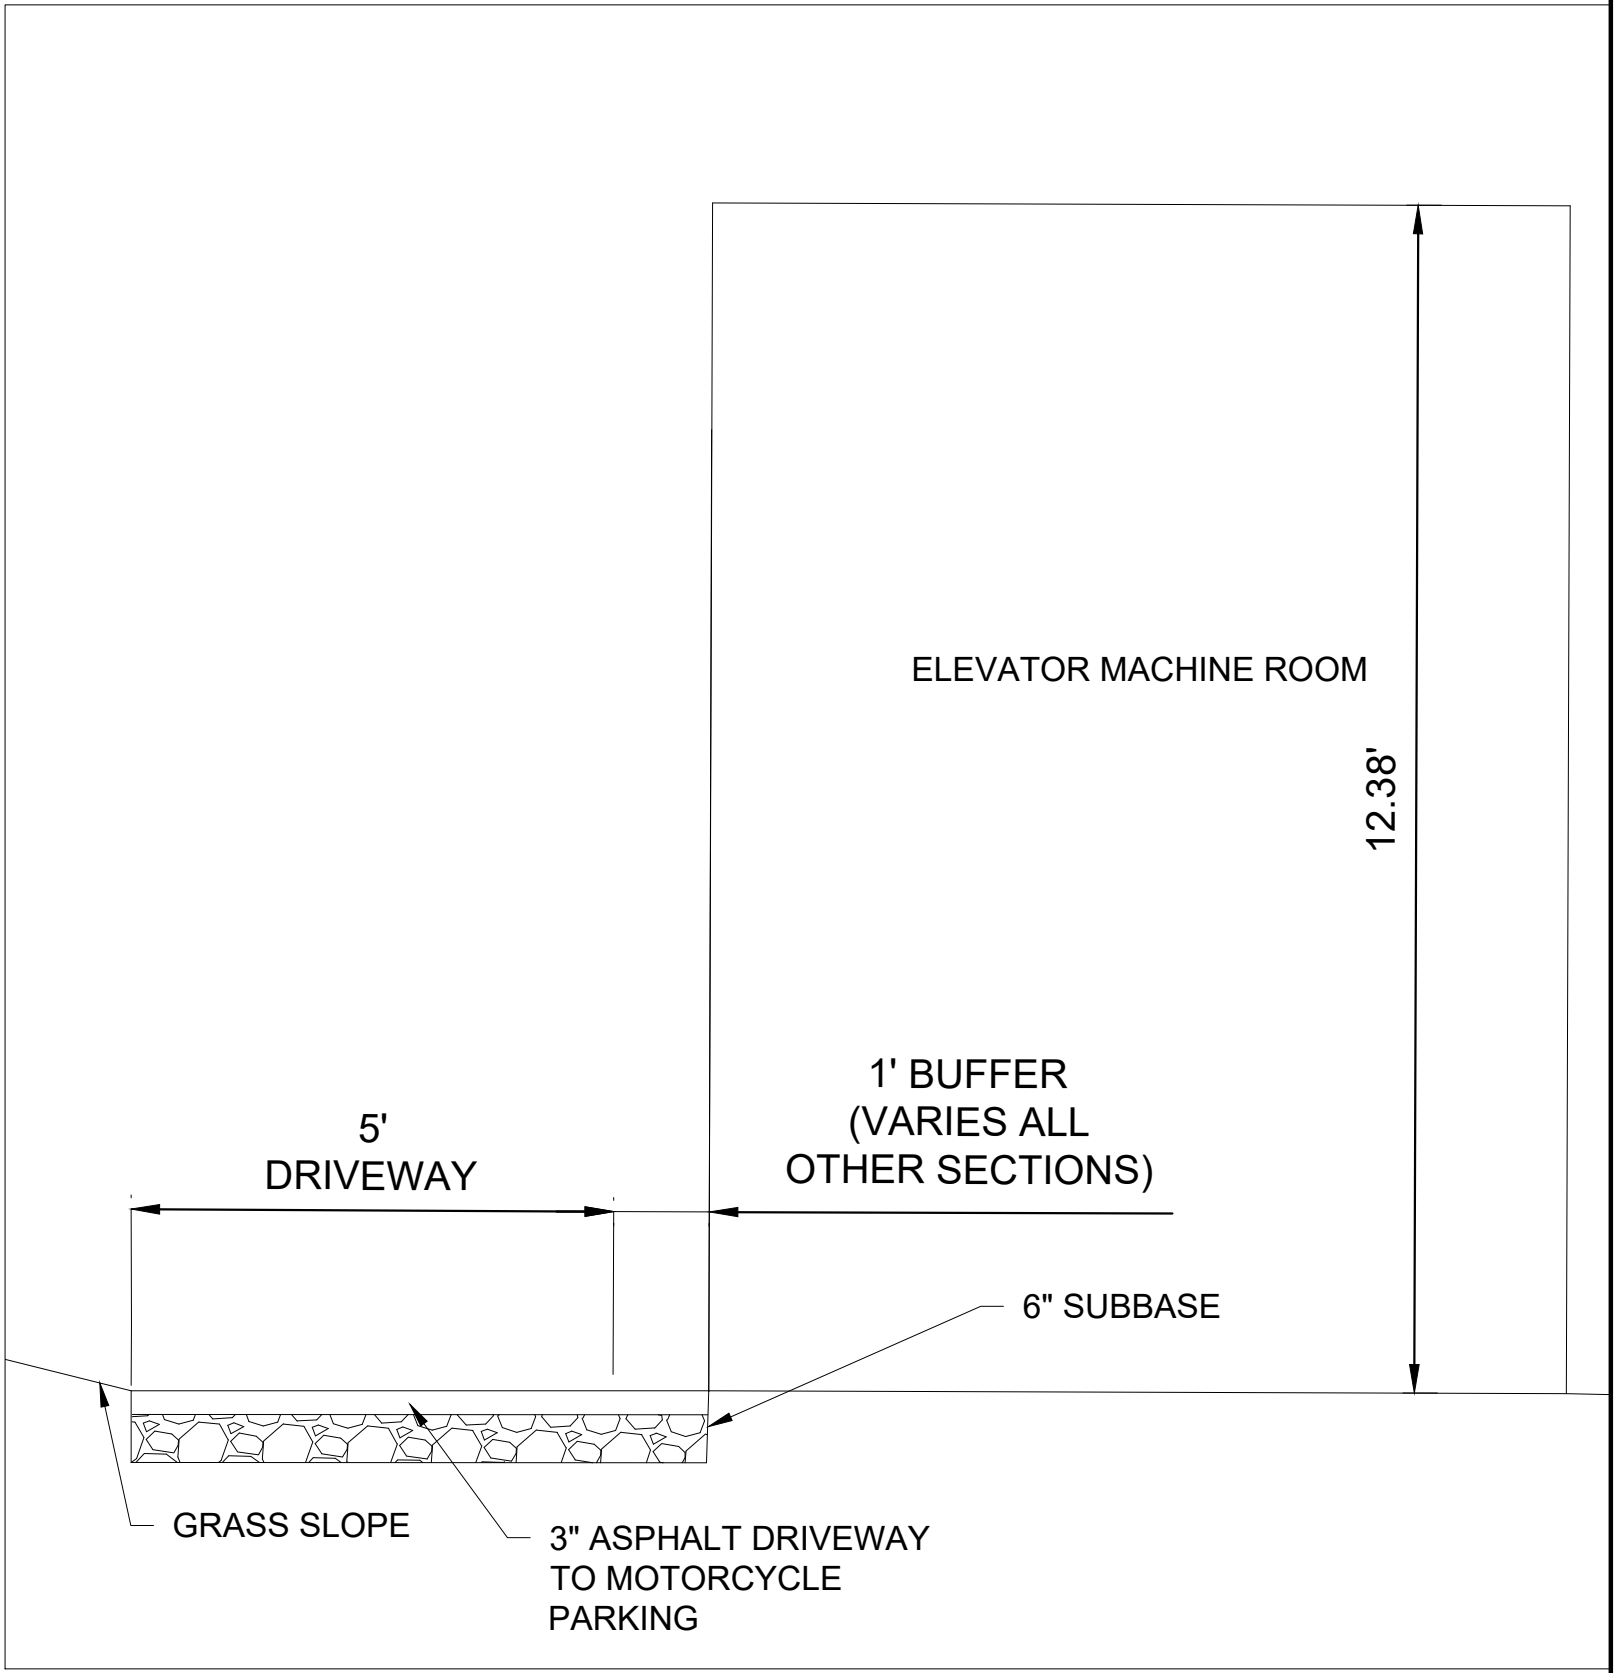 ELEVATOR MACHINE ROOM
12.38'
1' BUFFER
(VARIES ALL
OTHER SECTIONS)
5'
DRIVEWAY
6" SUBBASE
GRASS SLOPE
3" ASPHALT DRIVEWAY
TO MOTORCYCLE
PARKING